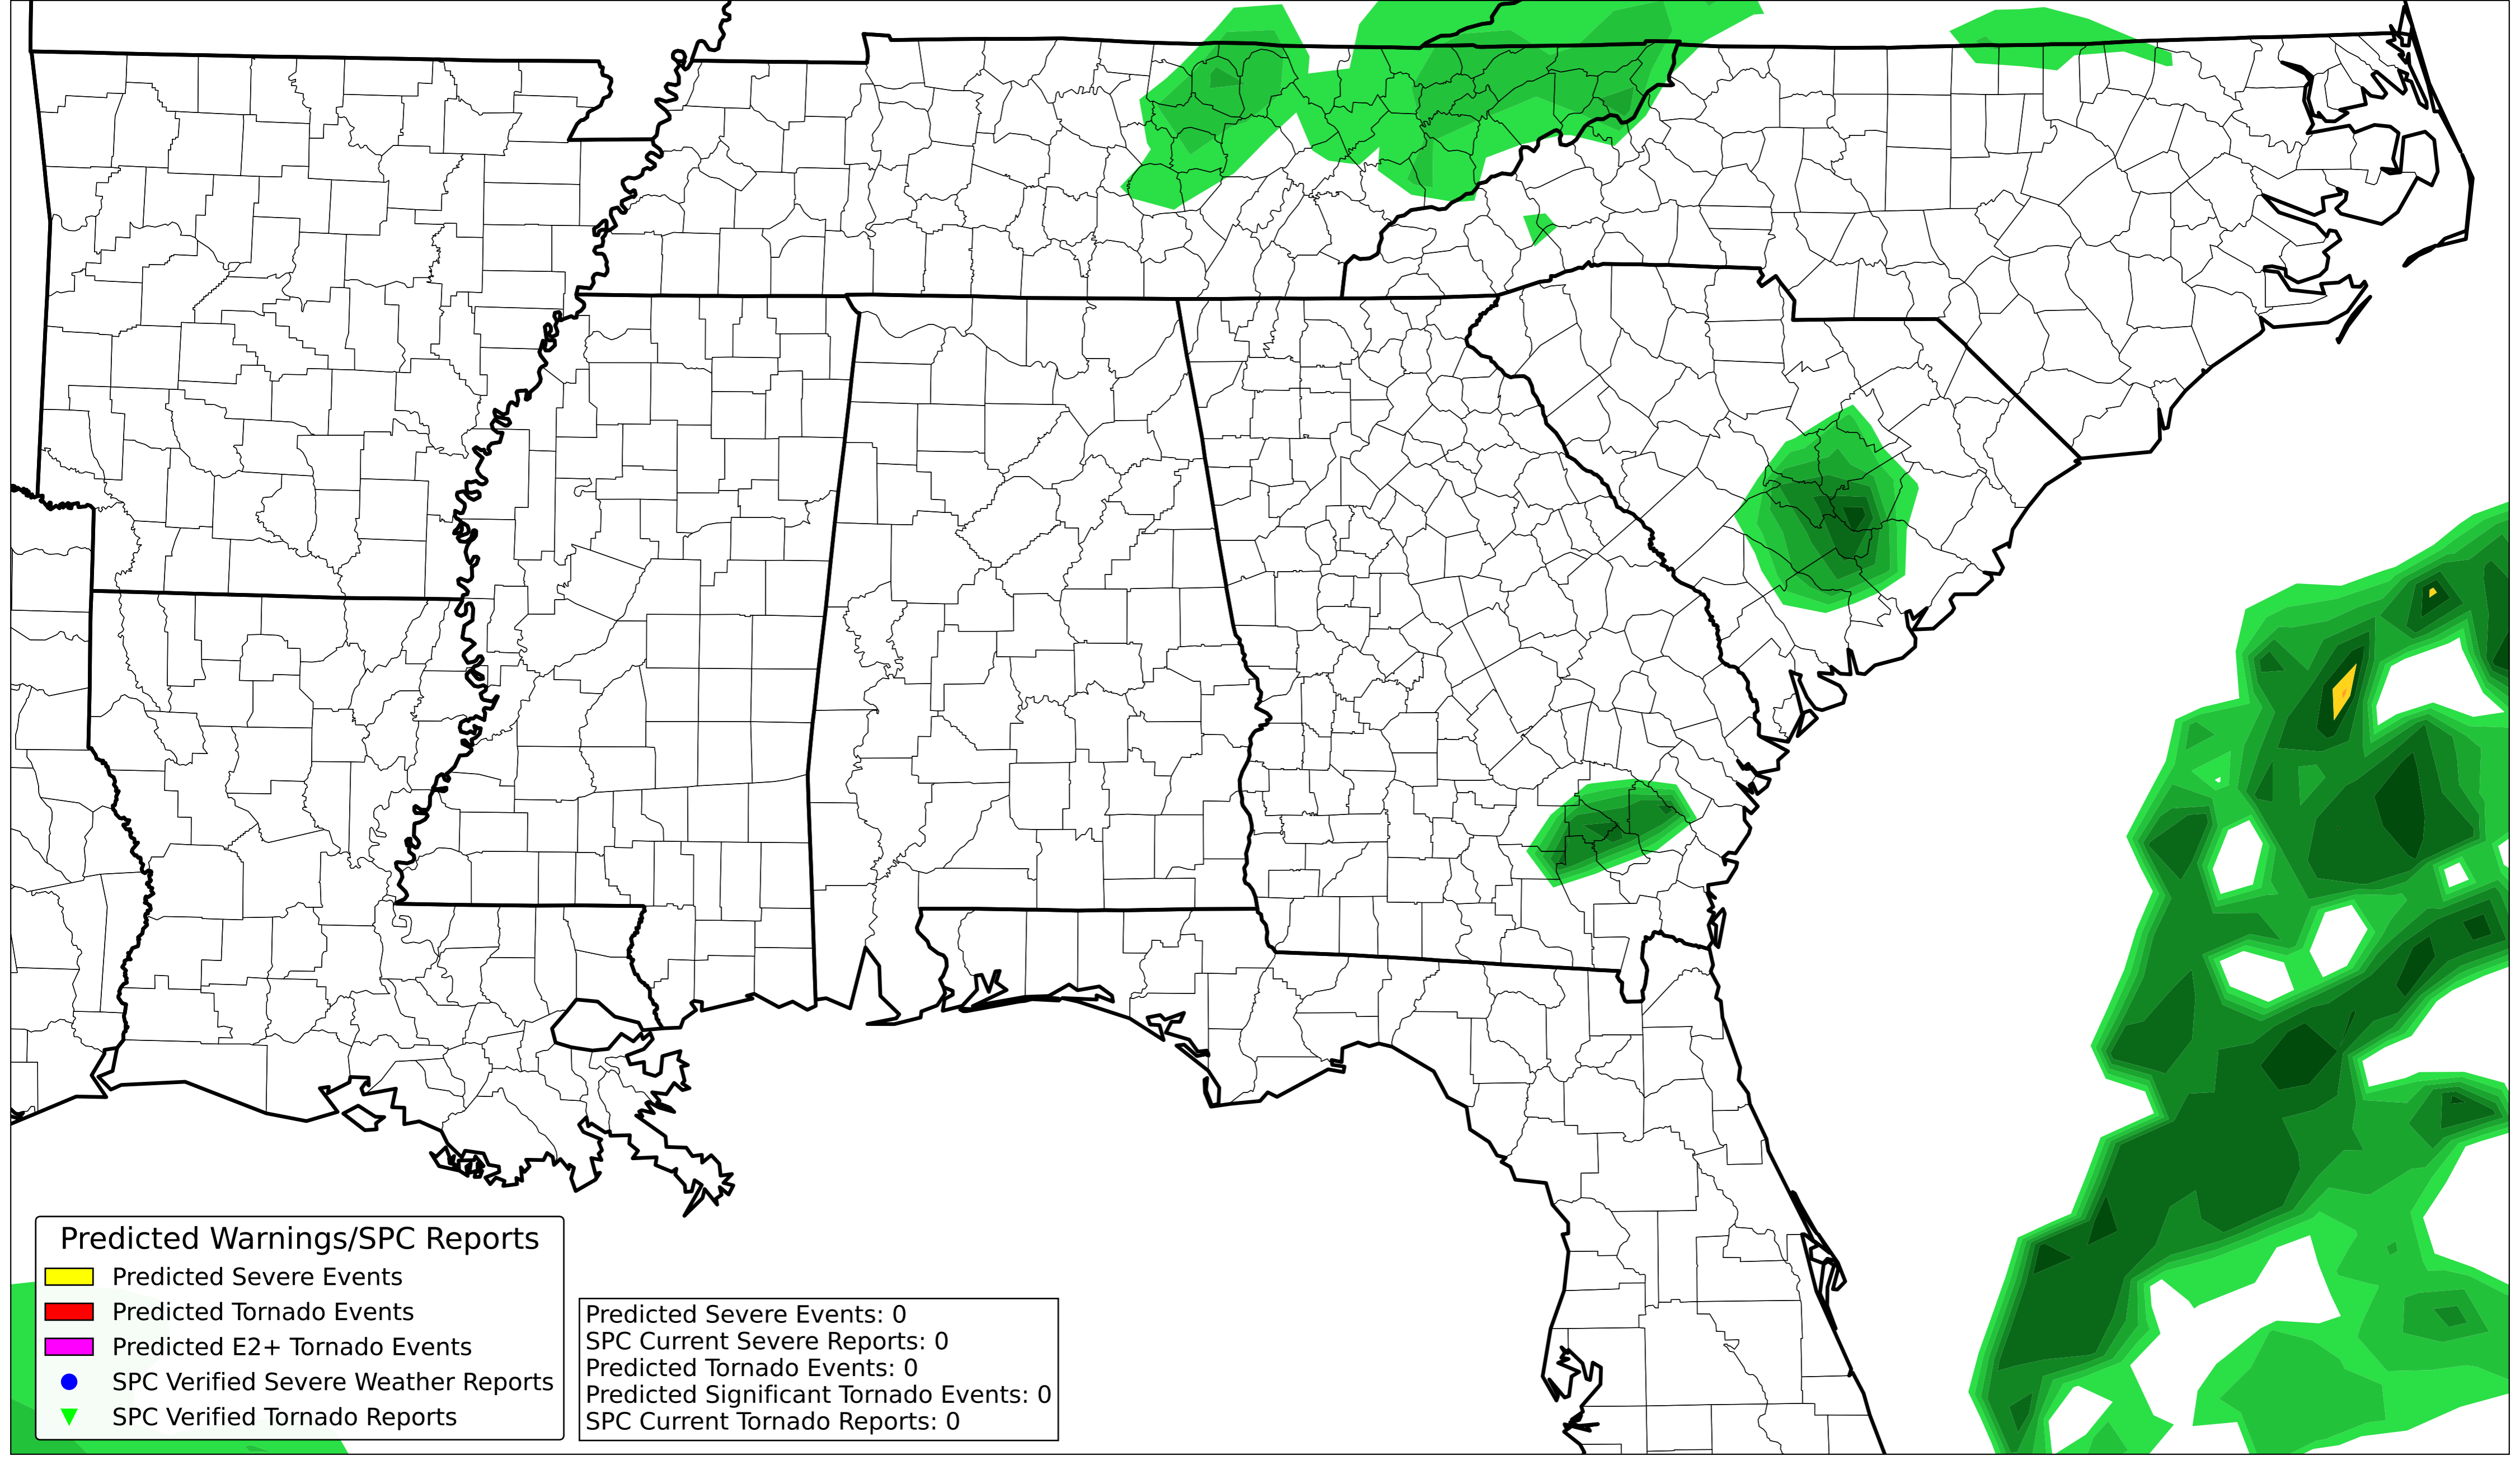 Predicted Warnings/SPC Reports
Predicted Severe Events
Predicted Tornado Events
Predicted E2+ Tornado Events
SPC Verified Severe Weather Reports
SPC Verified Tornado Reports
Predicted Severe Events: 0
SPC Current Severe Reports: 0
Predicted Tornado Events: 0
Predicted Significant Tornado Events: 0
SPC Current Tornado Reports: 0